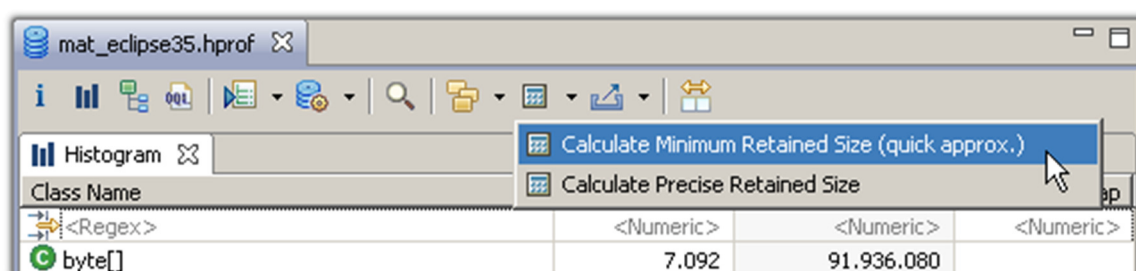 mat_eclipse35.hprof
i OQL
Calculate Minimum Retained Size (quick approx.)
Histogram
Calculate Precise Retained Size
Class Name
<Regex> <Numeric> <Numeric> <Numeric>
C byte[] 7.092 91.936.080